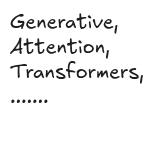 Generative,
Attention,
Transformers,
.......